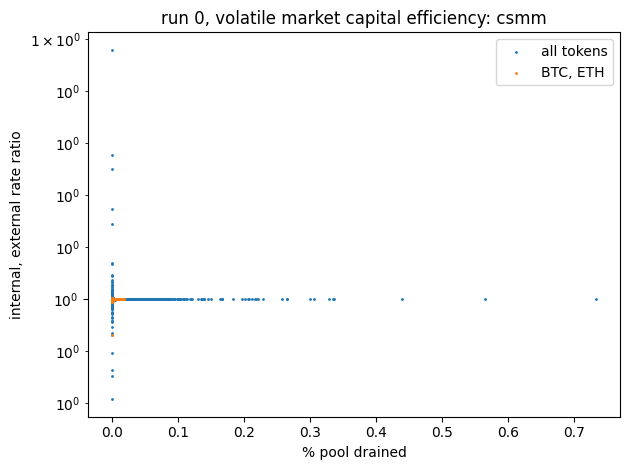 run 0, volatile market capital efficiency: csmm
all tokens
BTC, ETH
internal, external rate ratio
1 × 10⁰
10⁰
10⁰
10⁰
10⁰
10⁰
10⁰
10⁰
0.0 0.1 0.2 0.3 0.4 0.5 0.6 0.7
% pool drained